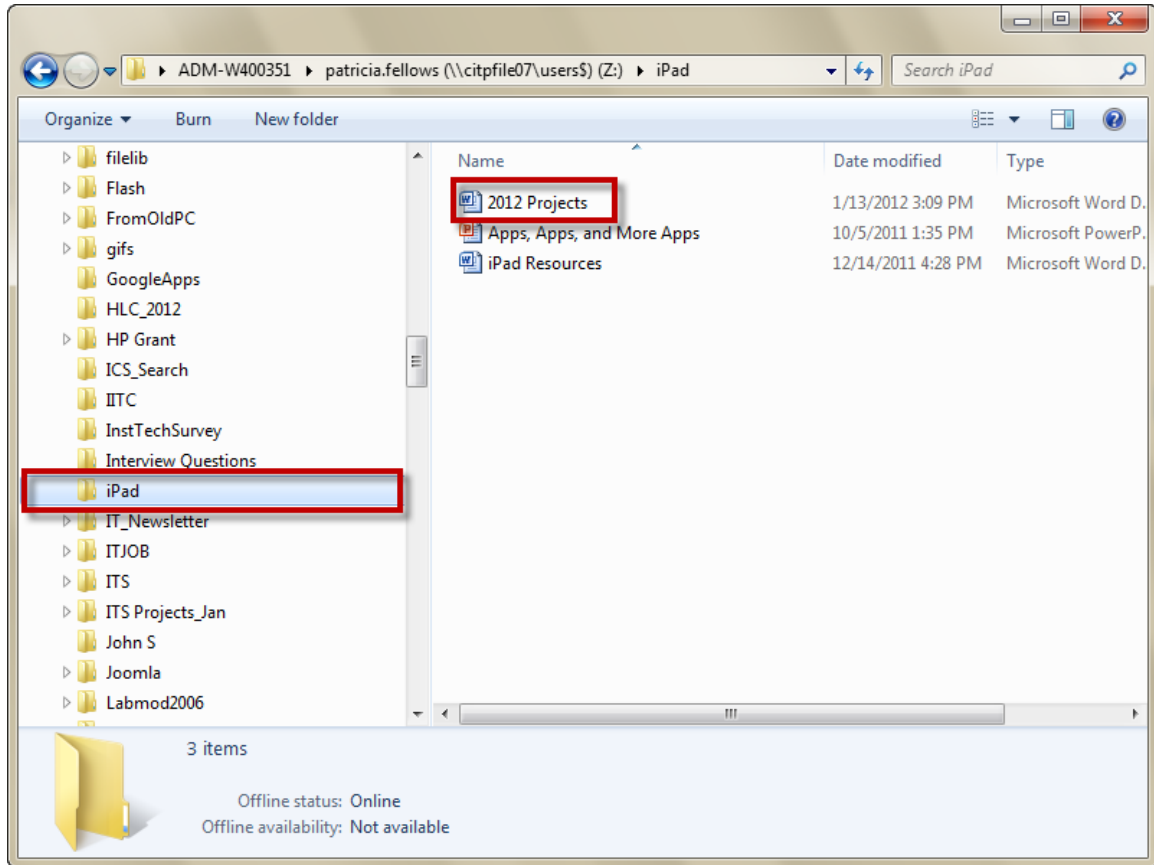 ADM-W400351 patricia.fellows (\\citpfile07\users$) (Z:) iPad
Search iPad
Organize Burn New folder
filelib
Flash
FromOldPC
gifs
GoogleApps
HLC_2012
HP Grant
ICS_Search
IITC
InstTechSurvey
Interview Questions
iPad
IT_Newsletter
ITJOB
ITS
ITS Projects_Jan
John S
Joomla
Labmod2006
Name Date modified Type
2012 Projects 1/13/2012 3:09 PM Microsoft Word D.
Apps, Apps, and More Apps 10/5/2011 1:35 PM Microsoft PowerP.
iPad Resources 12/14/2011 4:28 PM Microsoft Word D.
3 items
Offline status: Online
Offline availability: Not available